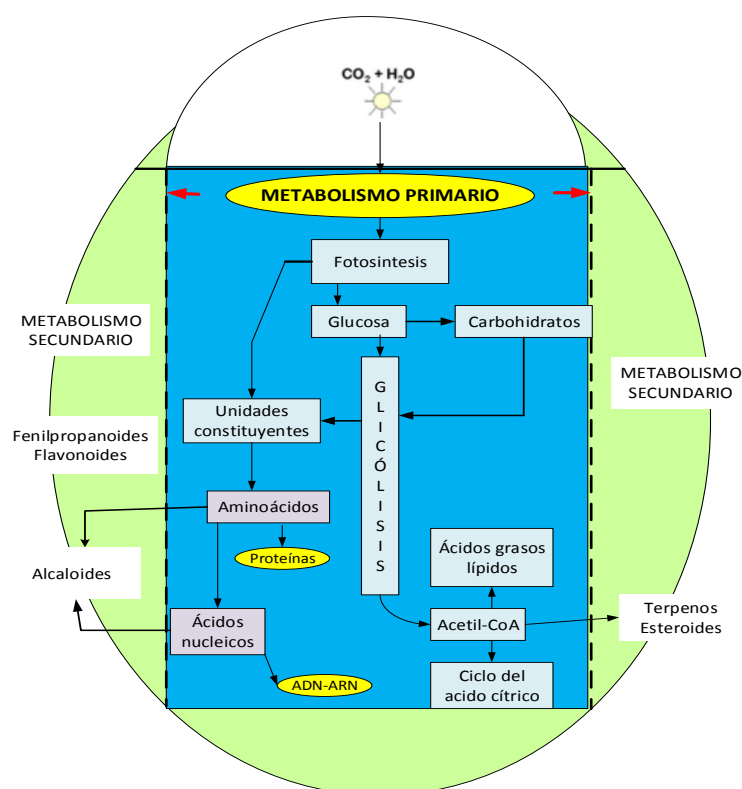 CO₂ + H₂O
METABOLISMO PRIMARIO
Fotosintesis
Glucosa
Carbohidratos
METABOLISMO
SECUNDARIO
METABOLISMO
SECUNDARIO
G
L
I
C
Ó
L
I
S
I
S
Unidades
constituyentes
Fenilpropanoides
Flavonoides
Aminoácidos
Proteínas
Ácidos grasos
lípidos
Alcaloides
Ácidos
nucleicos
Acetil-CoA
Terpenos
Esteroides
ADN-ARN
Ciclo del
acido cítrico